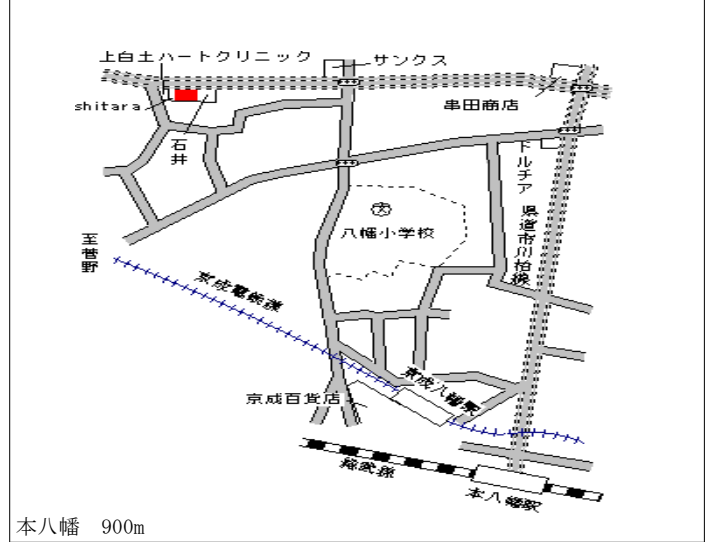 上白土ハートクリニック
サンクス
shitara
串田商店
石井
ドルチア
県道市川柏線
八幡小学校
文
至菅野
京成電鉄線
京成百貨店
京成八幡駅
総武線
本八幡駅
本八幡　900m